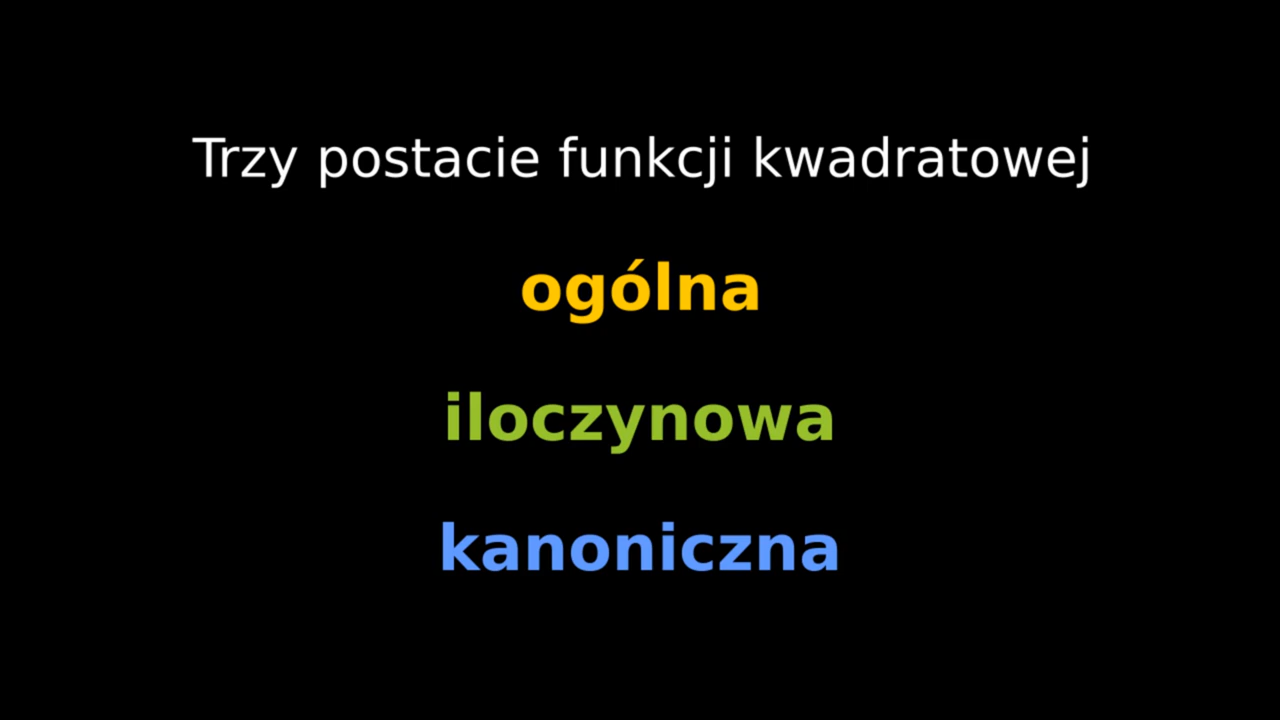 Trzy postacie funkcji kwadratowej
ogólna
iloczynowa
kanoniczna